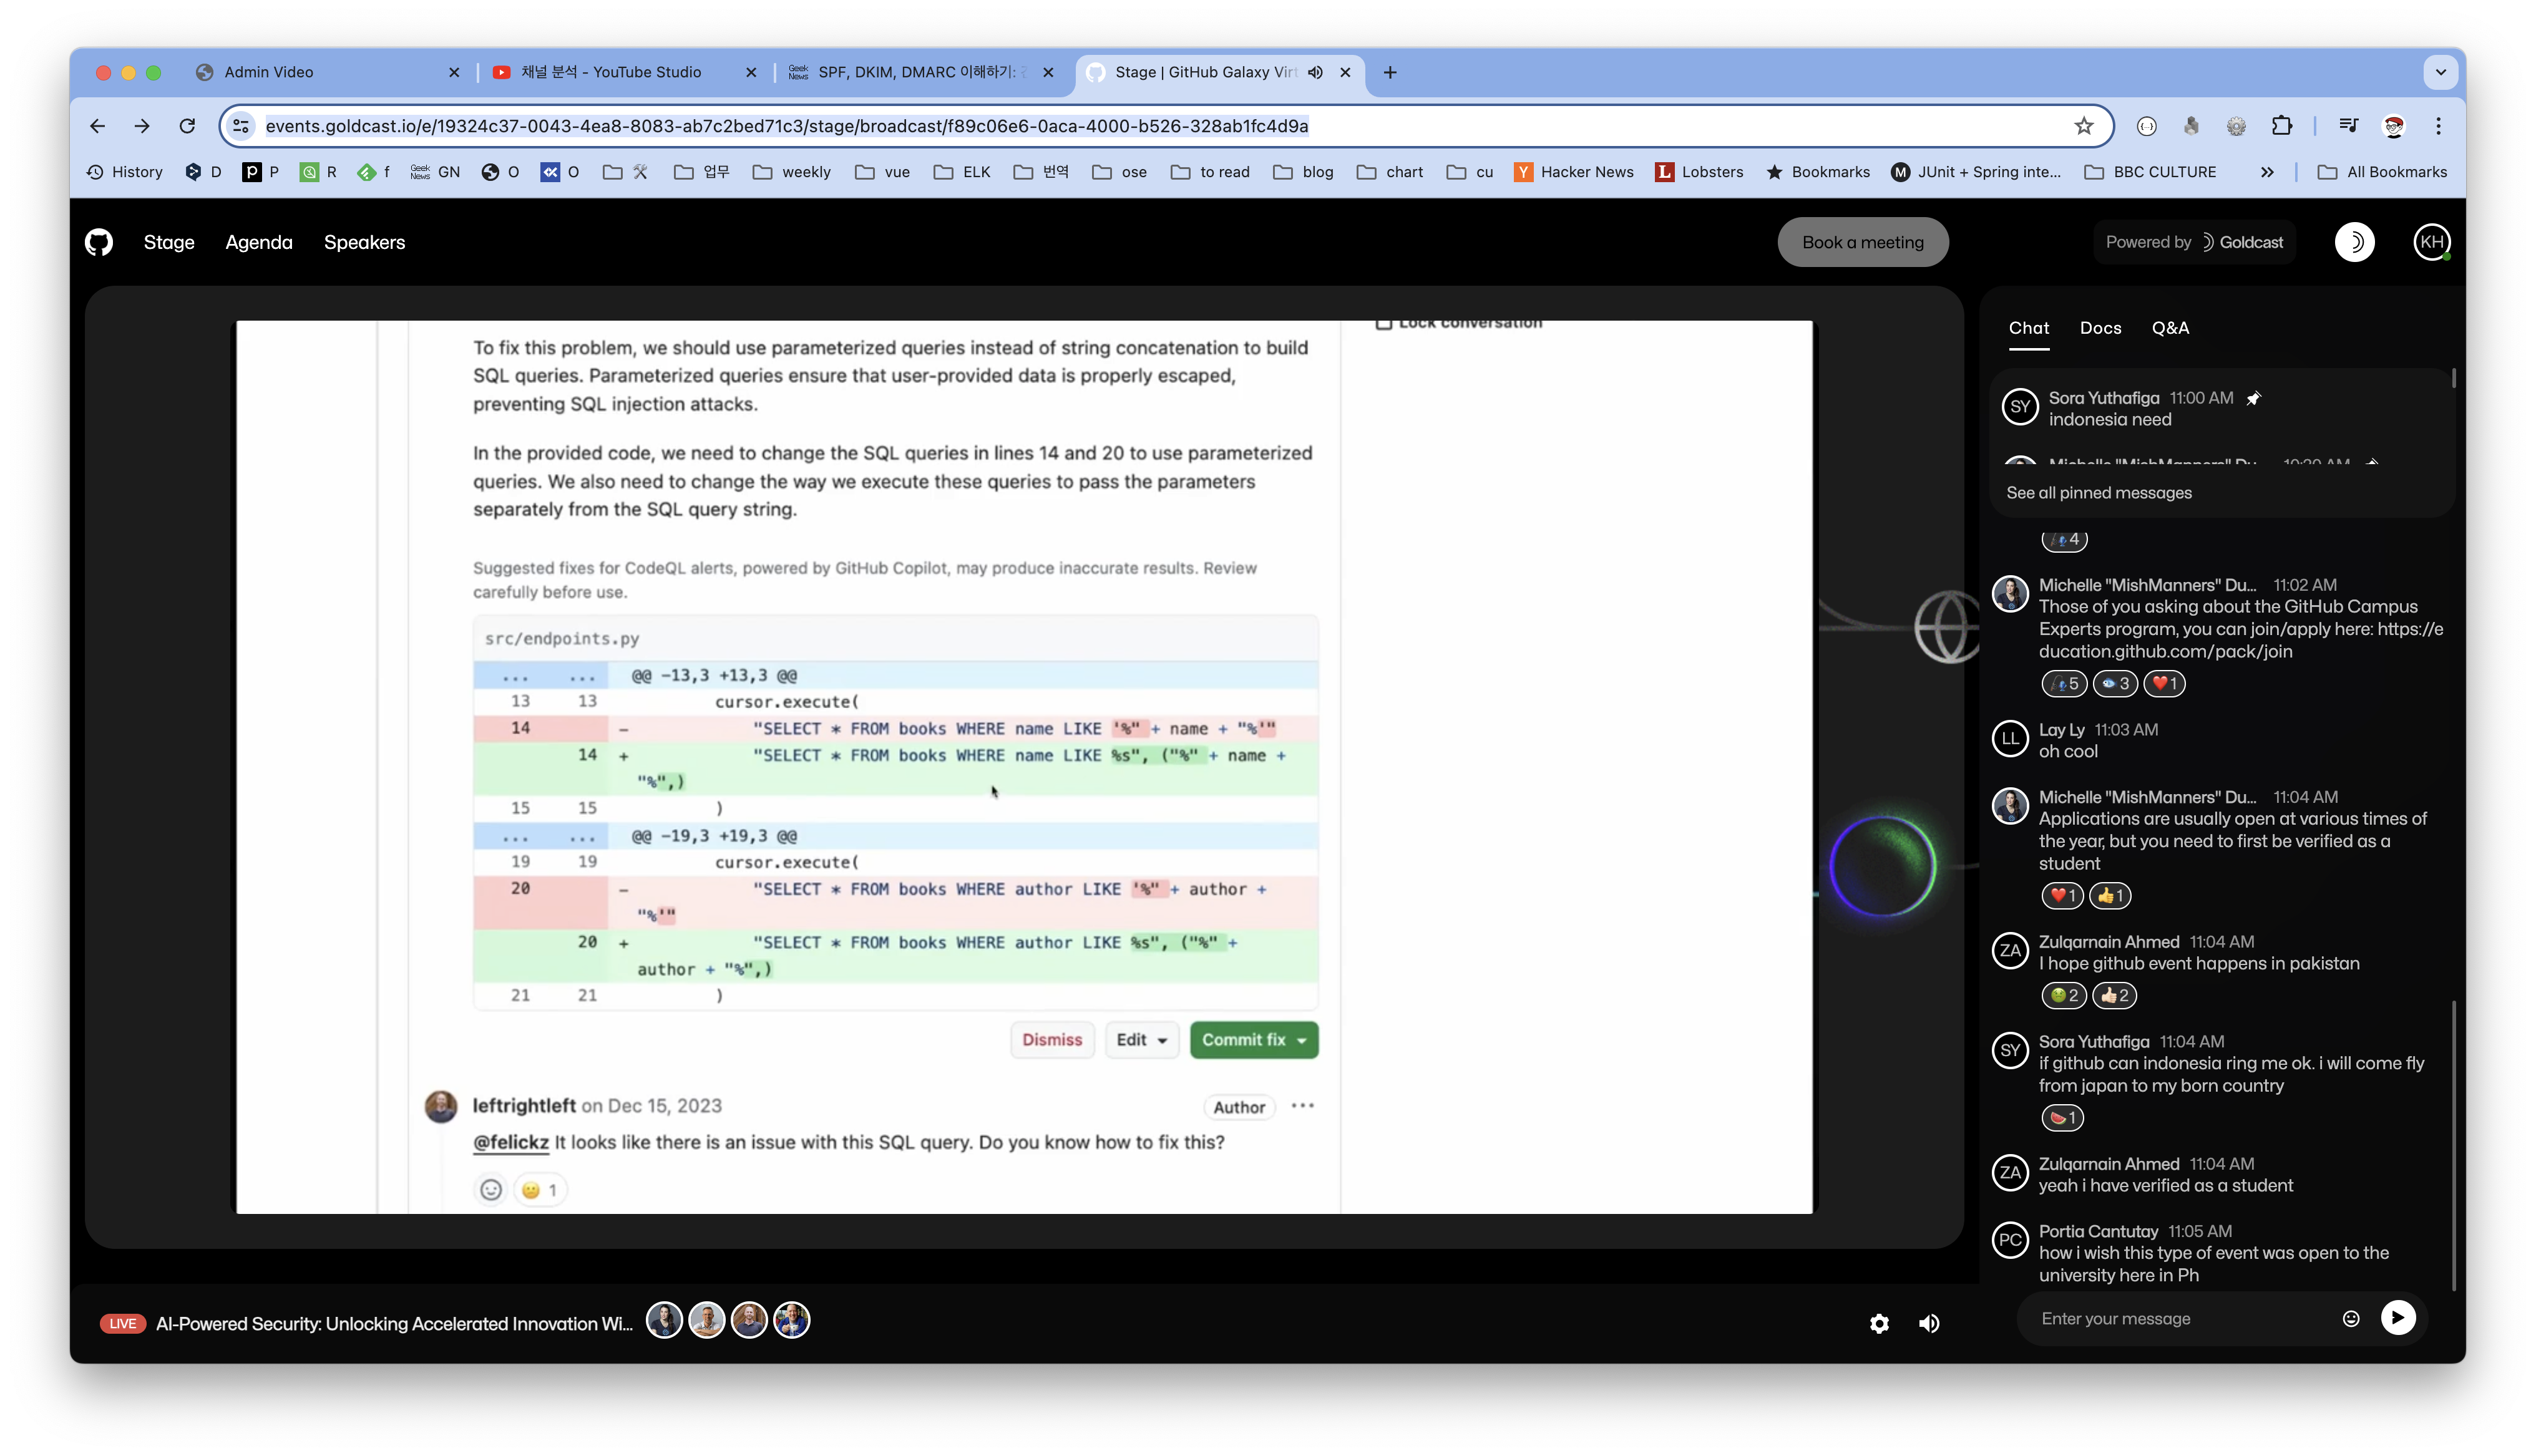 Admin Video
채널 분석 - YouTube Studio
Geek News
SPF, DKIM, DMARC 이해하기:
Stage | GitHub Galaxy Virt
events.goldcast.io/e/19324c37-0043-4ea8-8083-ab7c2bed71c3/stage/broadcast/f89c06e6-0aca-4000-b526-328ab1fc4d9a
History
D
P
R
f
Geek News GN
O
O
업무
weekly
vue
ELK
번역
ose
to read
blog
chart
cu
Y Hacker News
L Lobsters
Bookmarks
M JUnit + Spring inte...
BBC CULTURE
All Bookmarks
Stage
Agenda
Speakers
Book a meeting
Powered by Goldcast
KH
Lock conversation
To fix this problem, we should use parameterized queries instead of string concatenation to build
SQL queries. Parameterized queries ensure that user-provided data is properly escaped,
preventing SQL injection attacks.
In the provided code, we need to change the SQL queries in lines 14 and 20 to use parameterized
queries. We also need to change the way we execute these queries to pass the parameters
separately from the SQL query string.
Suggested fixes for CodeQL alerts, powered by GitHub Copilot, may produce inaccurate results. Review
carefully before use.
src/endpoints.py
... ... @@ -13,3 +13,3 @@
13 13 cursor.execute(
14 - "SELECT * FROM books WHERE name LIKE '%" + name + "%'"
14 + "SELECT * FROM books WHERE name LIKE %s", ("%" + name +
"%",)
15 15 )
... ... @@ -19,3 +19,3 @@
19 19 cursor.execute(
20 - "SELECT * FROM books WHERE author LIKE '%" + author +
"%'"
20 + "SELECT * FROM books WHERE author LIKE %s", ("%" +
author + "%",)
21 21 )
Dismiss
Edit
Commit fix
leftrightleft on Dec 15, 2023
Author
@felickz It looks like there is an issue with this SQL query. Do you know how to fix this?
1
LIVE
AI-Powered Security: Unlocking Accelerated Innovation Wi...
Chat
Docs
Q&A
SY
Sora Yuthafiga 11:00 AM
indonesia need
Michelle "MishManners" Du... 10:30 AM
See all pinned messages
4
Michelle "MishManners" Du... 11:02 AM
Those of you asking about the GitHub Campus
Experts program, you can join/apply here: https://e
ducation.github.com/pack/join
5
3
1
LL
Lay Ly 11:03 AM
oh cool
Michelle "MishManners" Du... 11:04 AM
Applications are usually open at various times of
the year, but you need to first be verified as a
student
1
1
ZA
Zulqarnain Ahmed 11:04 AM
I hope github event happens in pakistan
2
2
SY
Sora Yuthafiga 11:04 AM
if github can indonesia ring me ok. i will come fly
from japan to my born country
1
ZA
Zulqarnain Ahmed 11:04 AM
yeah i have verified as a student
PC
Portia Cantutay 11:05 AM
how i wish this type of event was open to the
university here in Ph
Enter your message